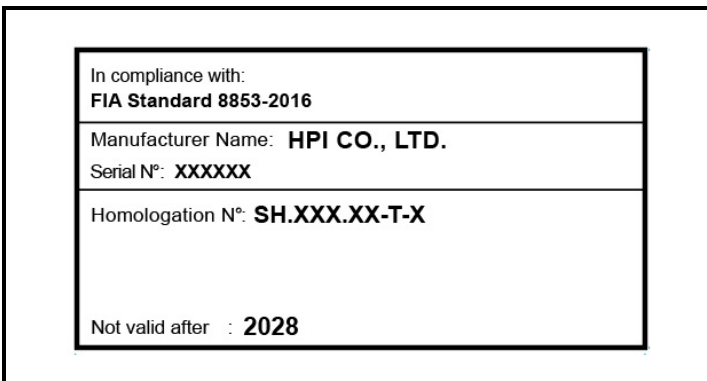 In compliance with:
FIA Standard 8853-2016
Manufacturer Name: HPI CO., LTD.
Serial N°: XXXXXX
Homologation N°: SH.XXX.XX-T-X
Not valid after : 2028